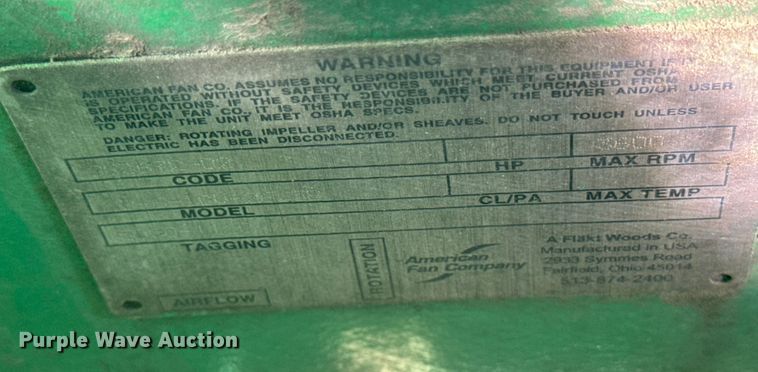 WARNING
AMERICAN FAN CO. ASSUMES NO RESPONSIBILITY FOR THIS EQUIPMENT IF IT
IS OPERATED WITHOUT SAFETY DEVICES WHICH MEET CURRENT OSHA
SPECIFICATIONS. IF THE SAFETY DEVICES ARE NOT PURCHASED FROM
AMERICAN FAN CO. IT IS THE RESPONSIBILITY OF THE BUYER AND/OR USER
TO MAKE THE UNIT MEET OSHA SPECS.
DANGER: ROTATING IMPELLER AND/OR SHEAVES. DO NOT TOUCH UNLESS
ELECTRIC HAS BEEN DISCONNECTED.
CODE HP MAX RPM
MODEL CL/PA MAX TEMP
TAGGING
ROTATION
AIRFLOW
American
Fan Company
A Fläkt Woods Co.
Manufactured in USA
2933 Symmes Road
Fairfield, Ohio 45014
513-874-2400
Purple Wave Auction